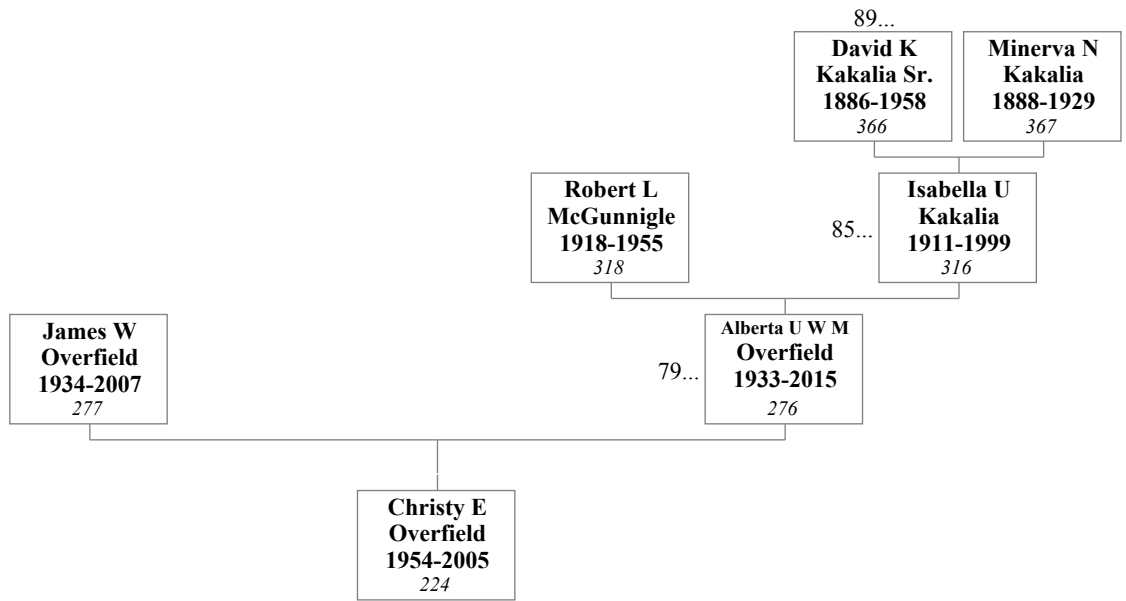 89...
David K
Kakalia Sr.
1886-1958
366
Minerva N
Kakalia
1888-1929
367
Robert L
McGunnigle
1918-1955
318
85...
Isabella U
Kakalia
1911-1999
316
James W
Overfield
1934-2007
277
79...
Alberta U W M
Overfield
1933-2015
276
Christy E
Overfield
1954-2005
224